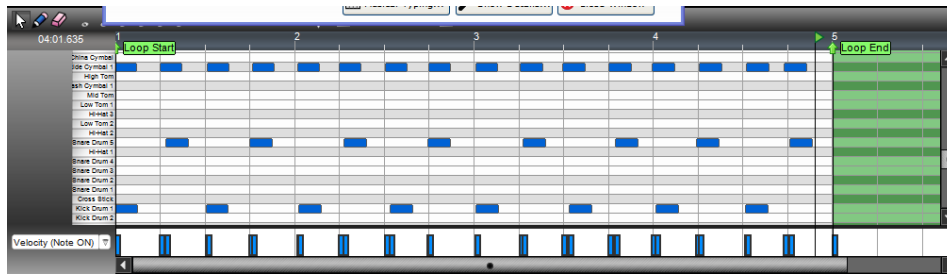 04:01.635
1 2 3 4 5
Loop Start
Loop End
China Cymbal
ide Cymbal 1
High Tom
ash Cymbal 1
Mid Tom
Low Tom 1
Hi-Hat 3
Low Tom 2
Hi-Hat 2
Snare Drum 5
Hi-Hat 1
Snare Drum 4
Snare Drum 3
Snare Drum 2
Snare Drum 1
Cross Stick
Kick Drum 1
Kick Drum 2
Velocity (Note ON)